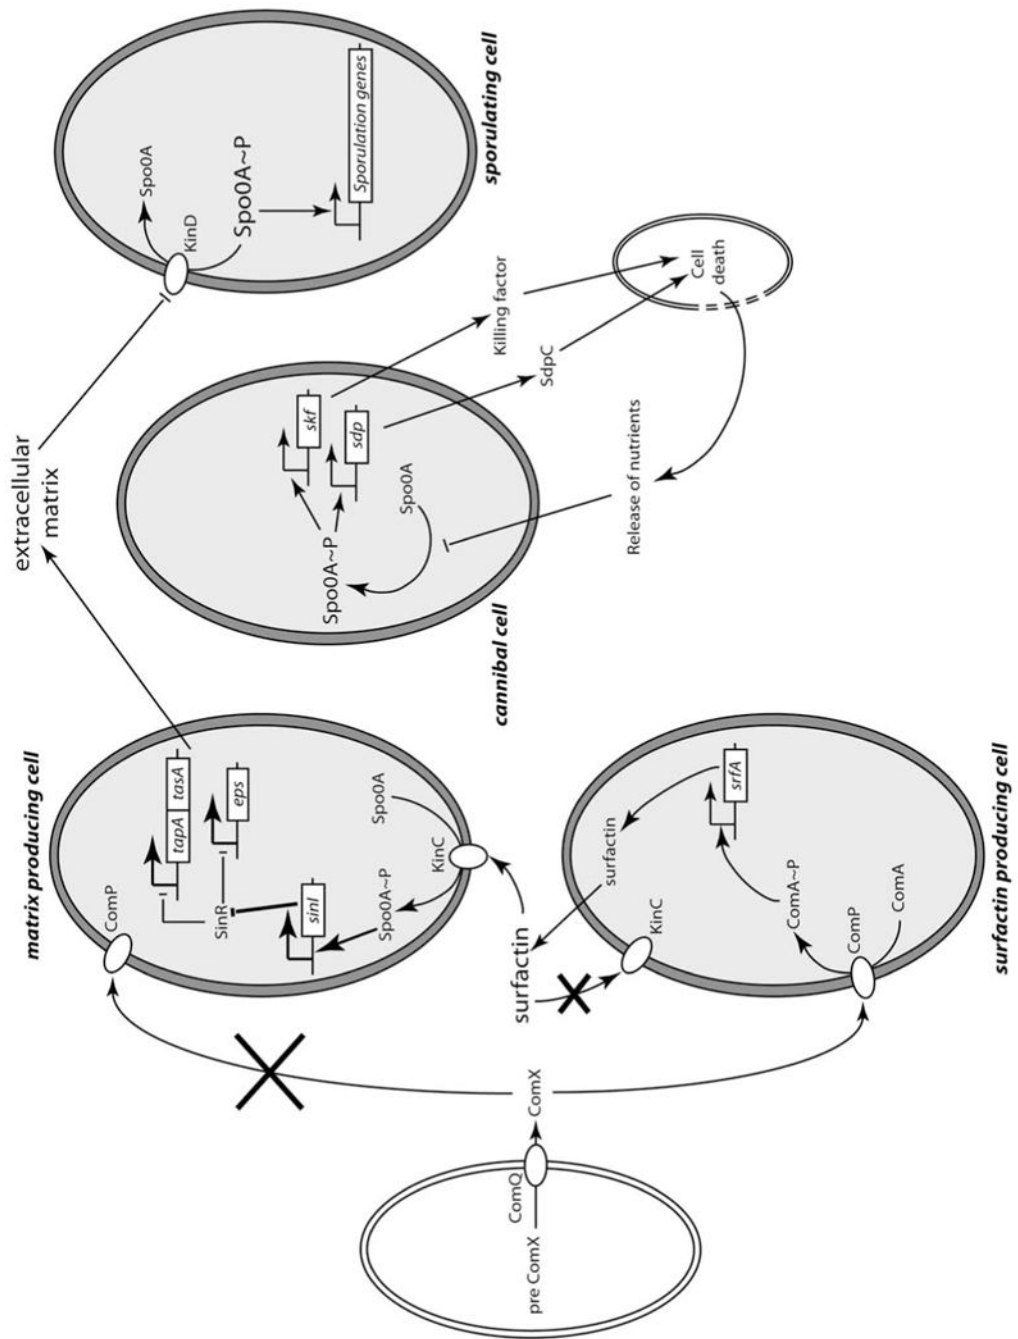 pre ComX
ComQ
ComX
matrix producing cell
ComP
SinR
tapA
tasA
eps
sinI
Spo0A~P
Spo0A
KinC
surfactin
surfactin
KinC
srfA
ComA~P
ComP
ComA
surfactin producing cell
extracellular
matrix
cannibal cell
Spo0A~P
Spo0A
skf
sdp
Killing factor
SdpC
Release of nutrients
Cell
death
Spo0A
KinD
Spo0A~P
Sporulation genes
sporulating cell